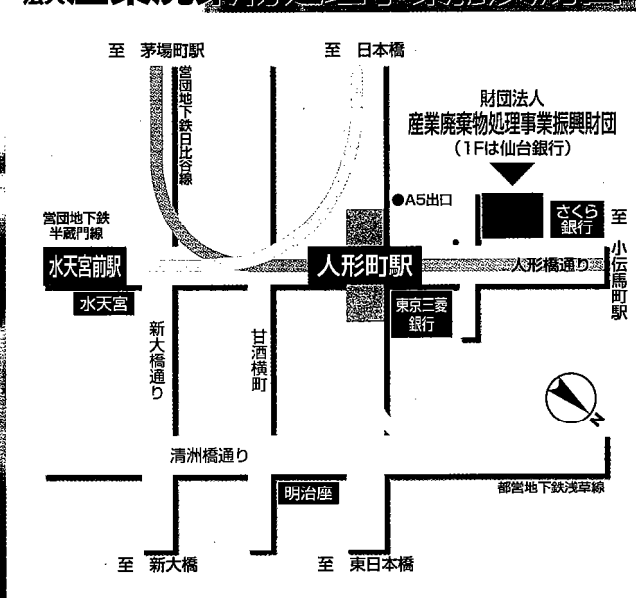 至 茅場町駅
至 日本橋
営団地下鉄日比谷線
財団法人
産業廃棄物処理事業振興財団
(1Fは仙台銀行)
●A5出口
さくら
銀行
至 小伝馬町駅
営団地下鉄
半蔵門線
水天宮前駅
人形町駅
人形橋通り
水天宮
東京三菱
銀行
新大橋通り
甘酒横町
N
清洲橋通り
明治座
都営地下鉄浅草線
至 新大橋
至 東日本橋